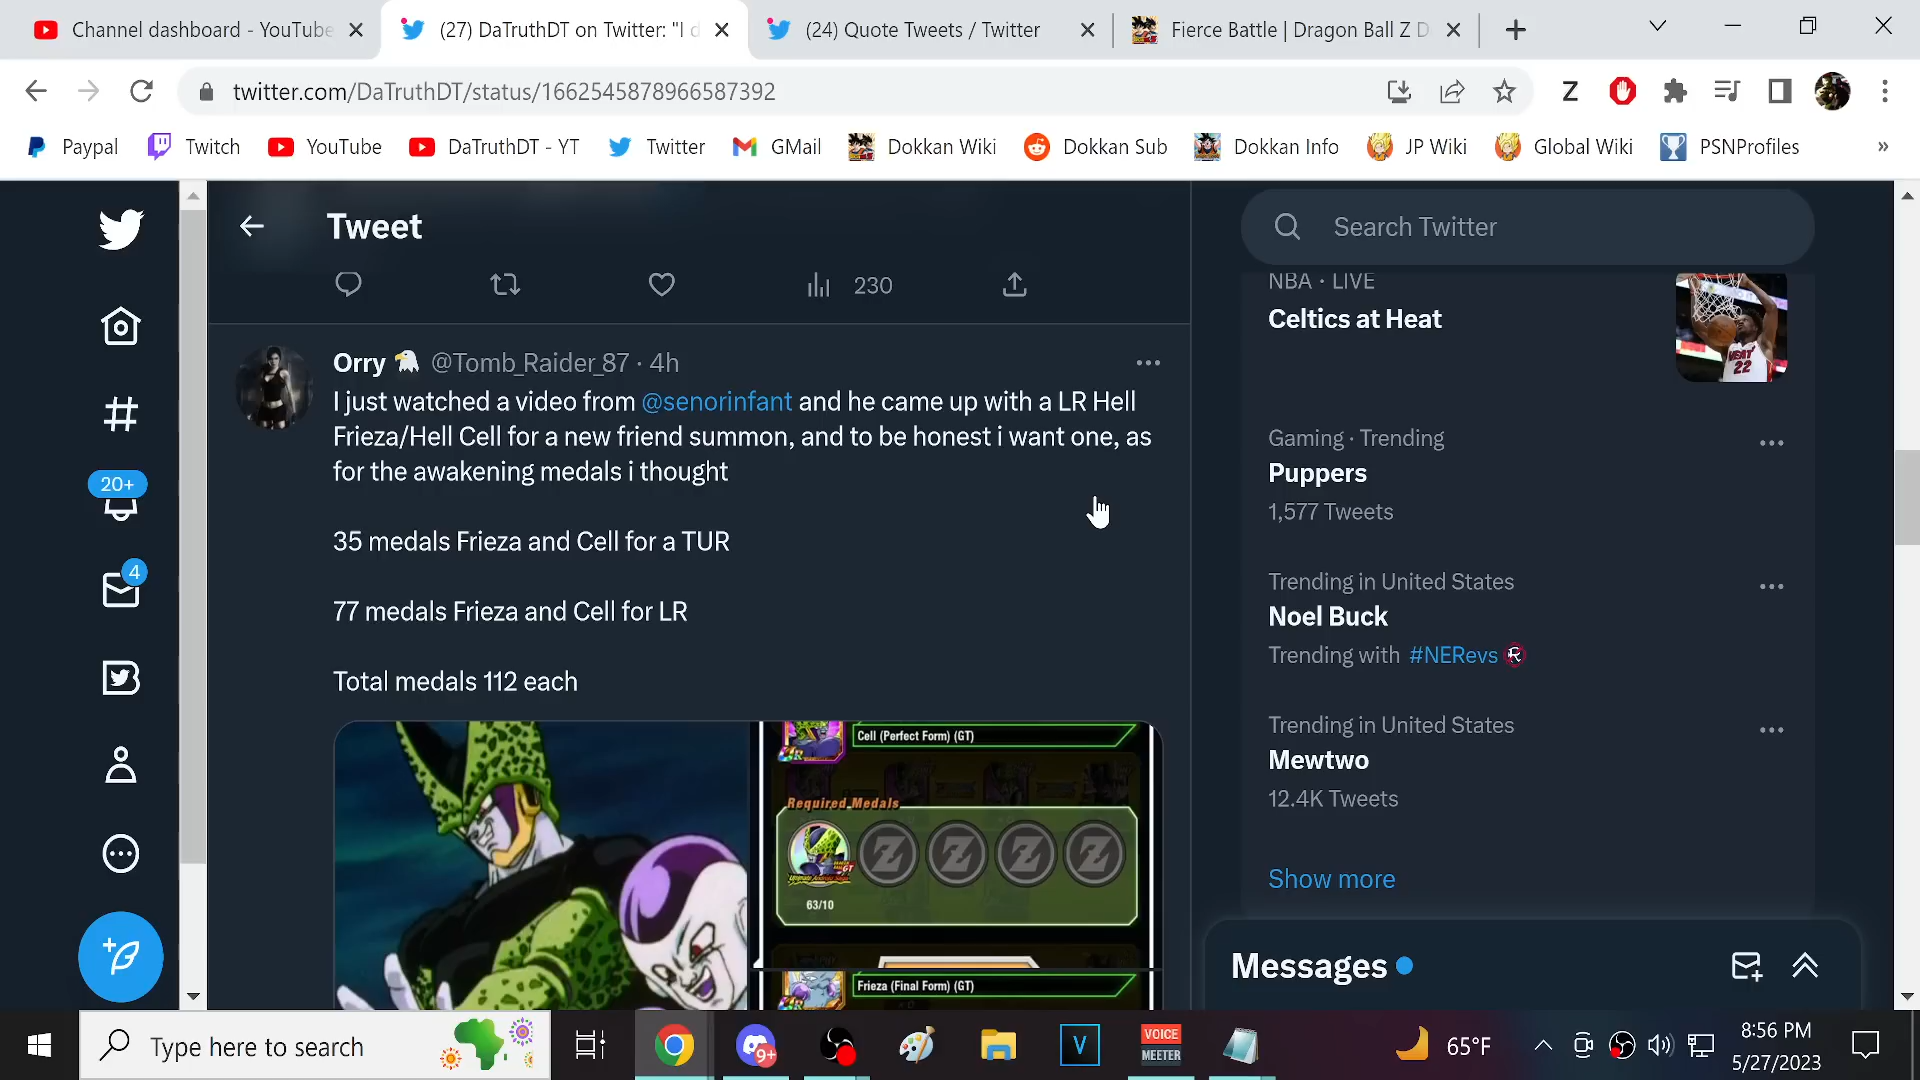 Channel dashboard - YouTube
(27) DaTruthDT on Twitter: "I d
(24) Quote Tweets / Twitter
Fierce Battle | Dragon Ball Z D
twitter.com/DaTruthDT/status/1662545878966587392
Z
Paypal
Twitch
YouTube
DaTruthDT - YT
Twitter
GMail
Dokkan Wiki
Dokkan Sub
Dokkan Info
JP Wiki
Global Wiki
PSNProfiles
»
Tweet
Search Twitter
230
Orry @Tomb_Raider_87 · 4h
I just watched a video from @senorinfant and he came up with a LR Hell
Frieza/Hell Cell for a new friend summon, and to be honest i want one, as
for the awakening medals i thought
35 medals Frieza and Cell for a TUR
77 medals Frieza and Cell for LR
Total medals 112 each
Cell (Perfect Form) (GT)
Required Medals
63/10
Frieza (Final Form) (GT)
20+
4
NBA · LIVE
Celtics at Heat
HEAT
22
Gaming · Trending
Puppers
1,577 Tweets
Trending in United States
Noel Buck
Trending with #NERevs
Trending in United States
Mewtwo
12.4K Tweets
Show more
Messages
Type here to search
9+
V
VOICE
MEETER
65°F
8:56 PM
5/27/2023